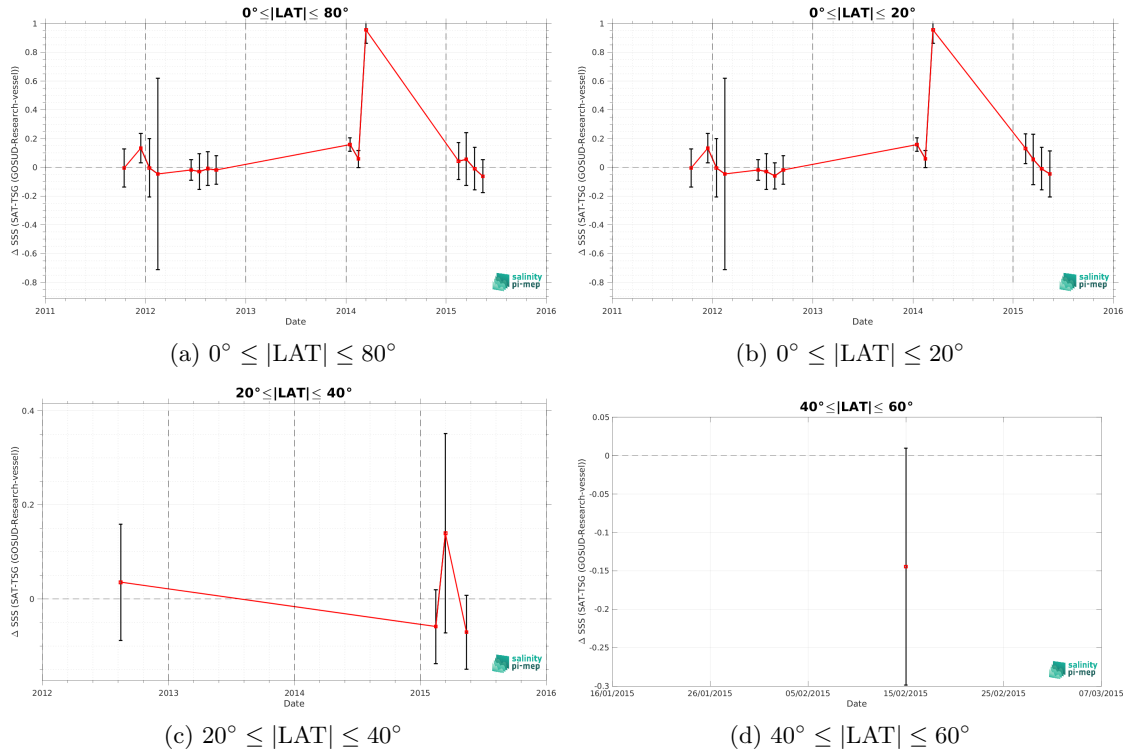 0°≤|LAT|≤ 80°
Δ SSS (SAT-TSG (GOSUD-Research-vessel))
1
0.8
0.6
0.4
0.2
0
-0.2
-0.4
-0.6
-0.8
2011 2012 2013 2014 2015 2016
Date
salinity
pi-mep
(a) 0° ≤ |LAT| ≤ 80°
0°≤|LAT|≤ 20°
Δ SSS (SAT-TSG (GOSUD-Research-vessel))
1
0.8
0.6
0.4
0.2
0
-0.2
-0.4
-0.6
-0.8
2011 2012 2013 2014 2015 2016
Date
salinity
pi-mep
(b) 0° ≤ |LAT| ≤ 20°
20°≤|LAT|≤ 40°
Δ SSS (SAT-TSG (GOSUD-Research-vessel))
0.4
0.2
0
2012 2013 2014 2015 2016
Date
salinity
pi-mep
(c) 20° ≤ |LAT| ≤ 40°
40°≤|LAT|≤ 60°
Δ SSS (SAT-TSG (GOSUD-Research-vessel))
0.05
0
-0.05
-0.1
-0.15
-0.2
-0.25
-0.3
16/01/2015 26/01/2015 05/02/2015 15/02/2015 25/02/2015 07/03/2015
Date
salinity
pi-mep
(d) 40° ≤ |LAT| ≤ 60°